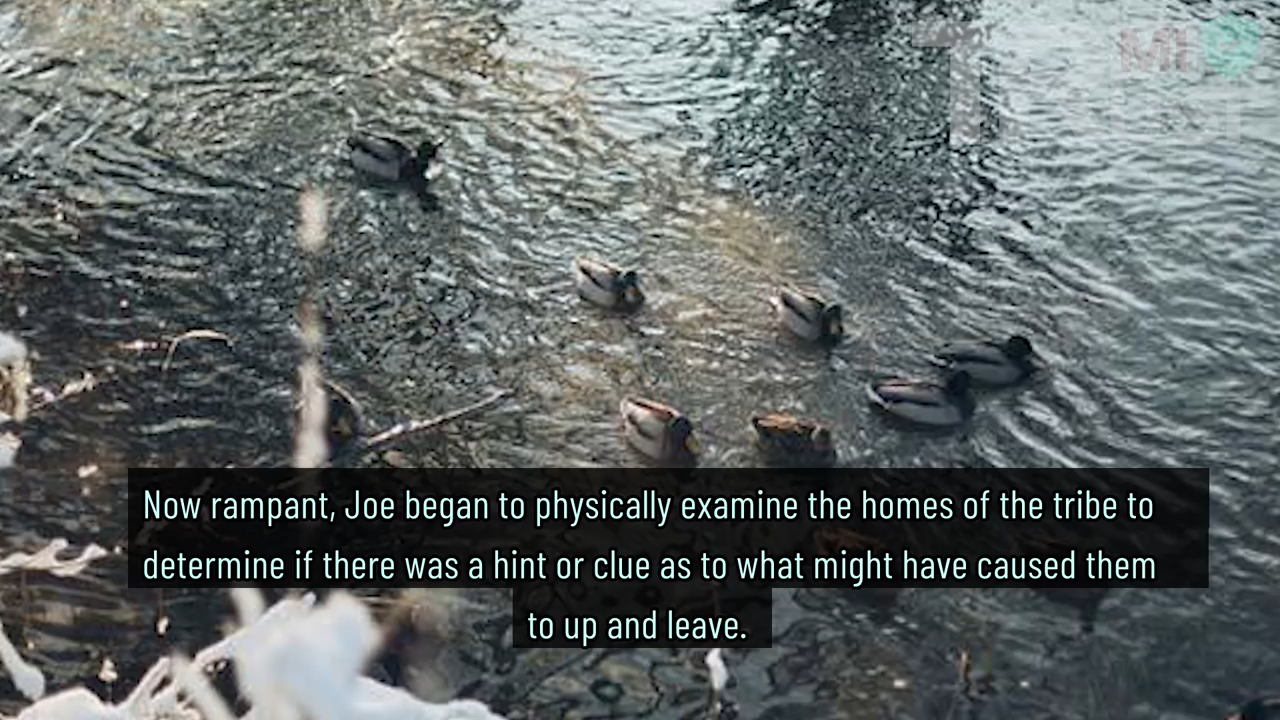 Now rampant, Joe began to physically examine the homes of the tribe to
determine if there was a hint or clue as to what might have caused them
to up and leave.